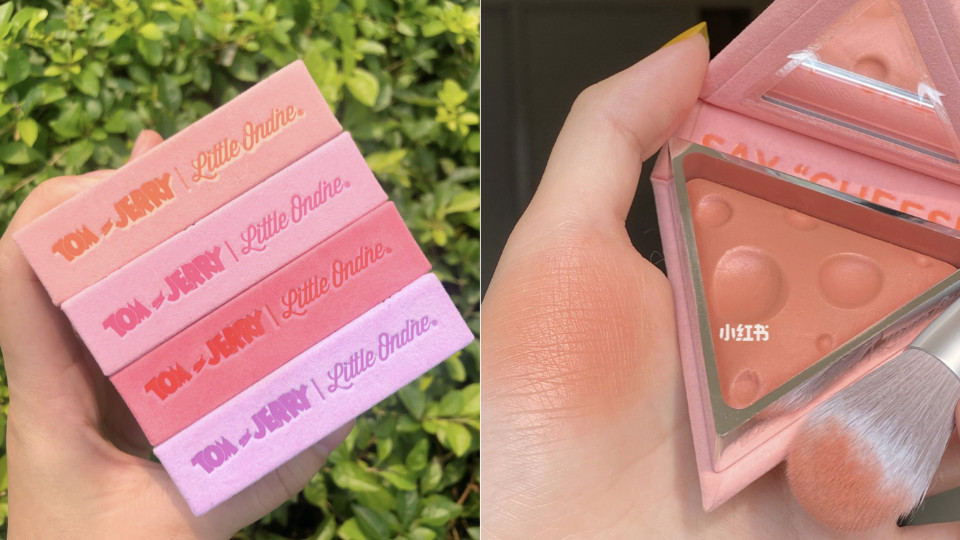 TOM AND JERRY | Little Ondine
TOM AND JERRY | Little Ondine
TOM AND JERRY | Little Ondine
TOM AND JERRY | Little Ondine
SAY "CHEESE
小红书